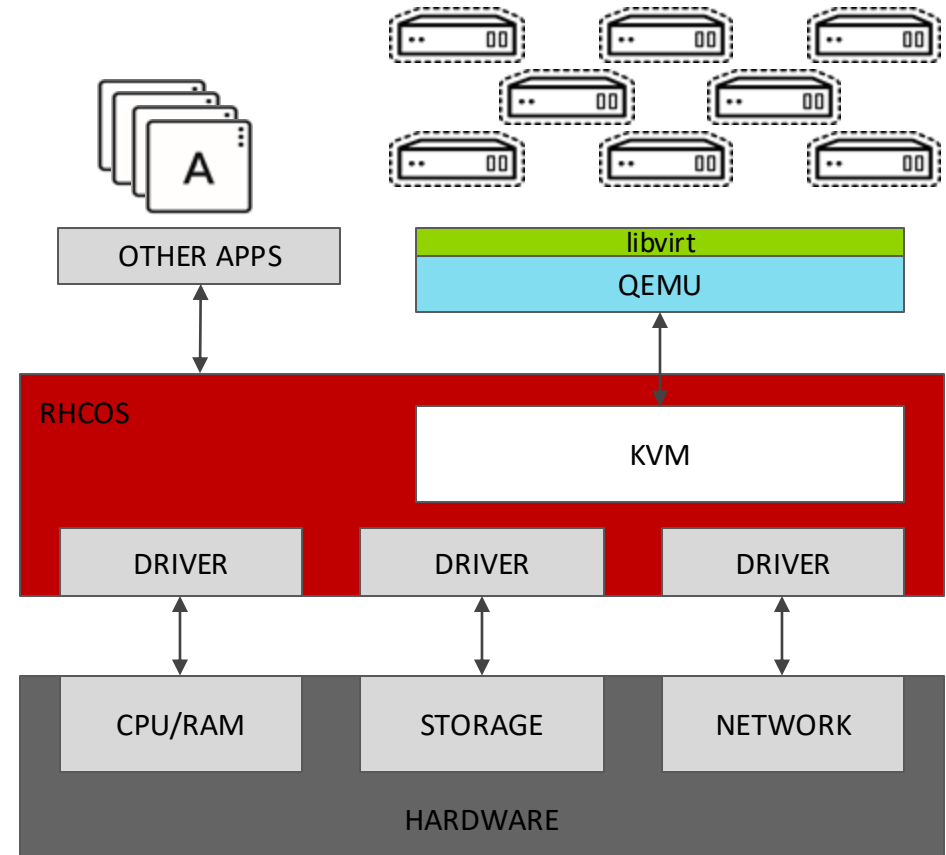 A
OTHER APPS
libvirt
QEMU
RHCOS
KVM
DRIVER
DRIVER
DRIVER
CPU/RAM
STORAGE
NETWORK
HARDWARE